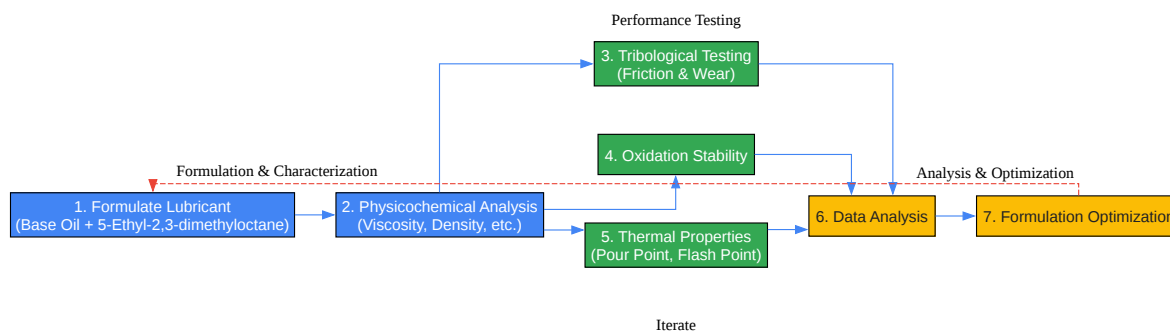 Performance Testing
3. Tribological Testing
(Friction & Wear)
4. Oxidation Stability
Formulation & Characterization
Analysis & Optimization
1. Formulate Lubricant
(Base Oil + 5-Ethyl-2,3-dimethyloctane)
2. Physicochemical Analysis
(Viscosity, Density, etc.)
6. Data Analysis
7. Formulation Optimization
5. Thermal Properties
(Pour Point, Flash Point)
Iterate